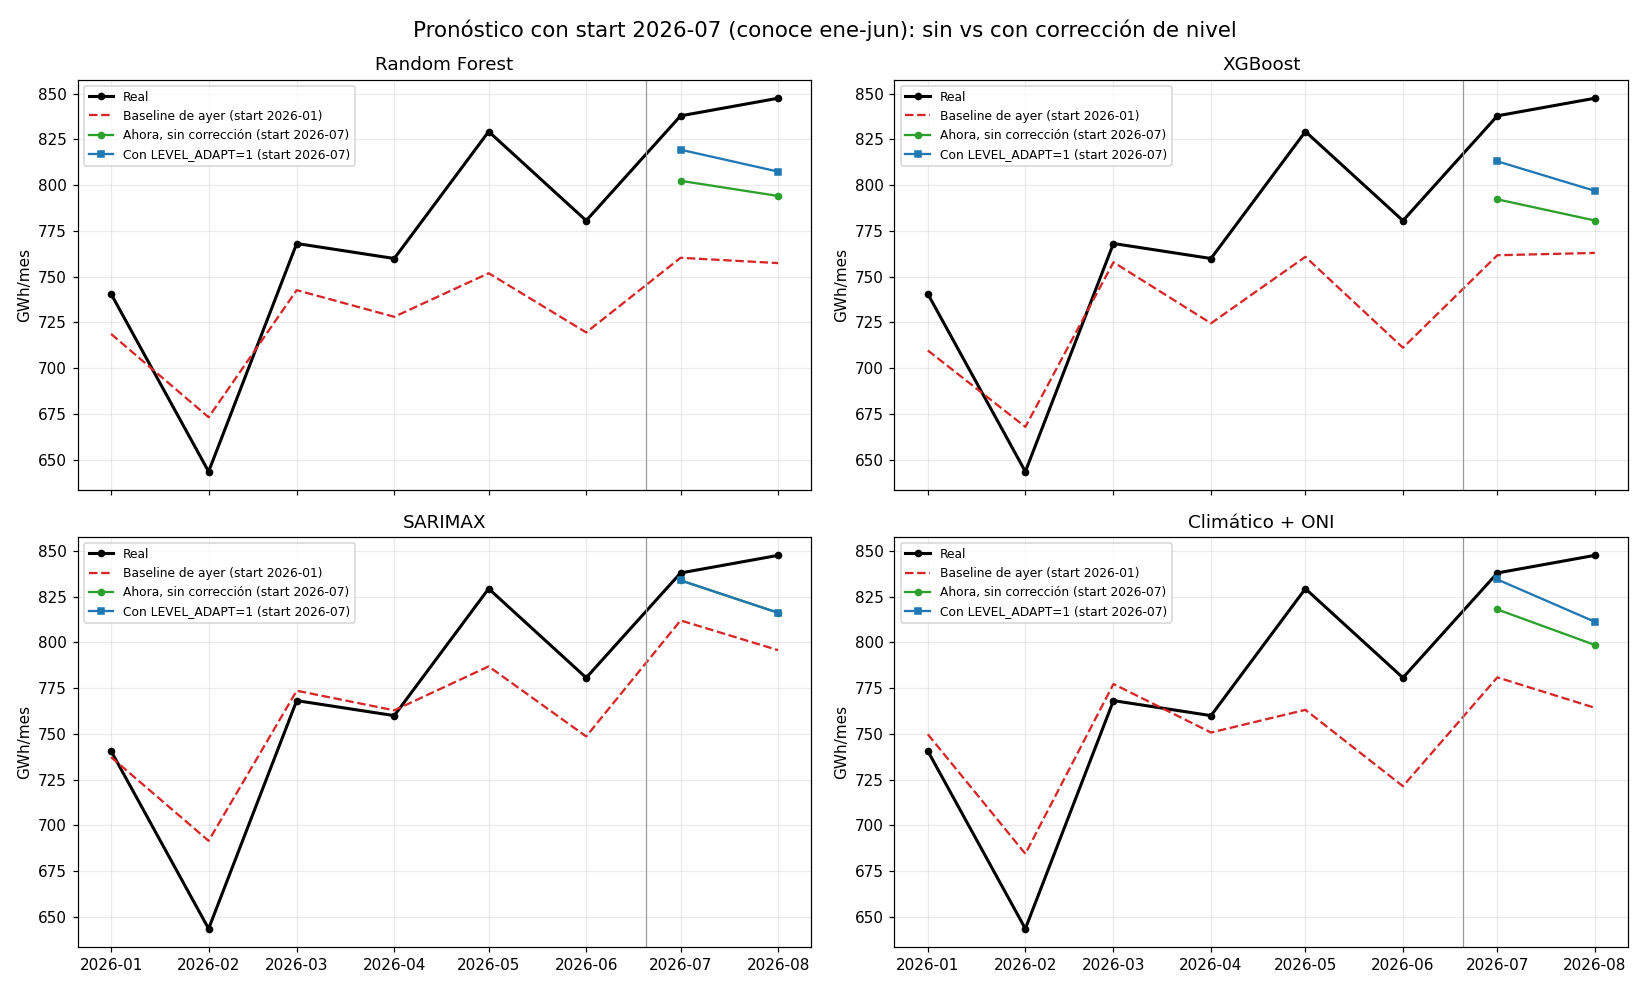 Pronóstico con start 2026-07 (conoce ene-jun): sin vs con corrección de nivel
Random Forest
850
825
800
775
750
725
700
675
650
GWh/mes
Real
Baseline de ayer (start 2026-01)
Ahora, sin corrección (start 2026-07)
Con LEVEL_ADAPT=1 (start 2026-07)
XGBoost
850
825
800
775
750
725
700
675
650
GWh/mes
Real
Baseline de ayer (start 2026-01)
Ahora, sin corrección (start 2026-07)
Con LEVEL_ADAPT=1 (start 2026-07)
SARIMAX
850
825
800
775
750
725
700
675
650
GWh/mes
Real
Baseline de ayer (start 2026-01)
Ahora, sin corrección (start 2026-07)
Con LEVEL_ADAPT=1 (start 2026-07)
2026-01 2026-02 2026-03 2026-04 2026-05 2026-06 2026-07 2026-08
Climático + ONI
850
825
800
775
750
725
700
675
650
GWh/mes
Real
Baseline de ayer (start 2026-01)
Ahora, sin corrección (start 2026-07)
Con LEVEL_ADAPT=1 (start 2026-07)
2026-01 2026-02 2026-03 2026-04 2026-05 2026-06 2026-07 2026-08